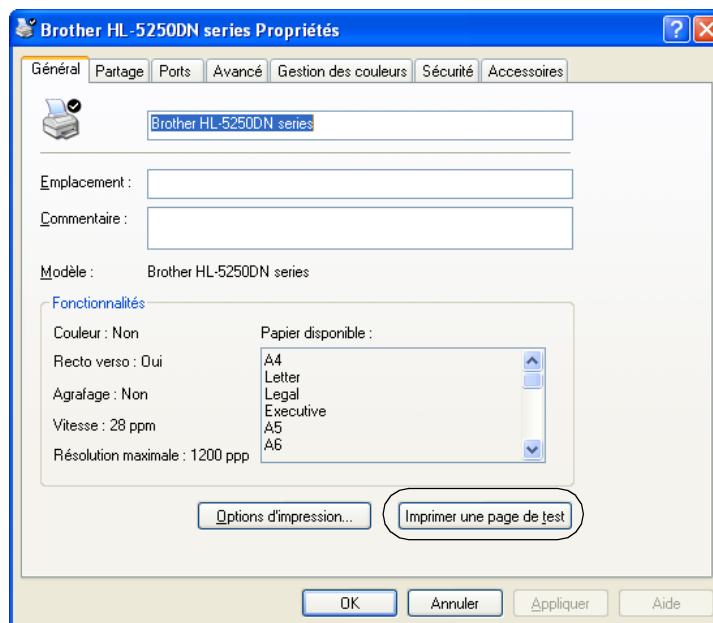 Brother HL-5250DN series Propriétés
Général Partage Ports Avancé Gestion des couleurs Sécurité Accessoires
Brother HL-5250DN series
Emplacement :
Commentaire :
Modèle : Brother HL-5250DN series
Fonctionnalités
Couleur : Non Papier disponible :
Recto verso : Oui
Agrafage : Non
Vitesse : 28 ppm
Résolution maximale : 1200 ppp
A4
Letter
Legal
Executive
A5
A6
Options d'impression... Imprimer une page de test
OK Annuler Appliquer Aide